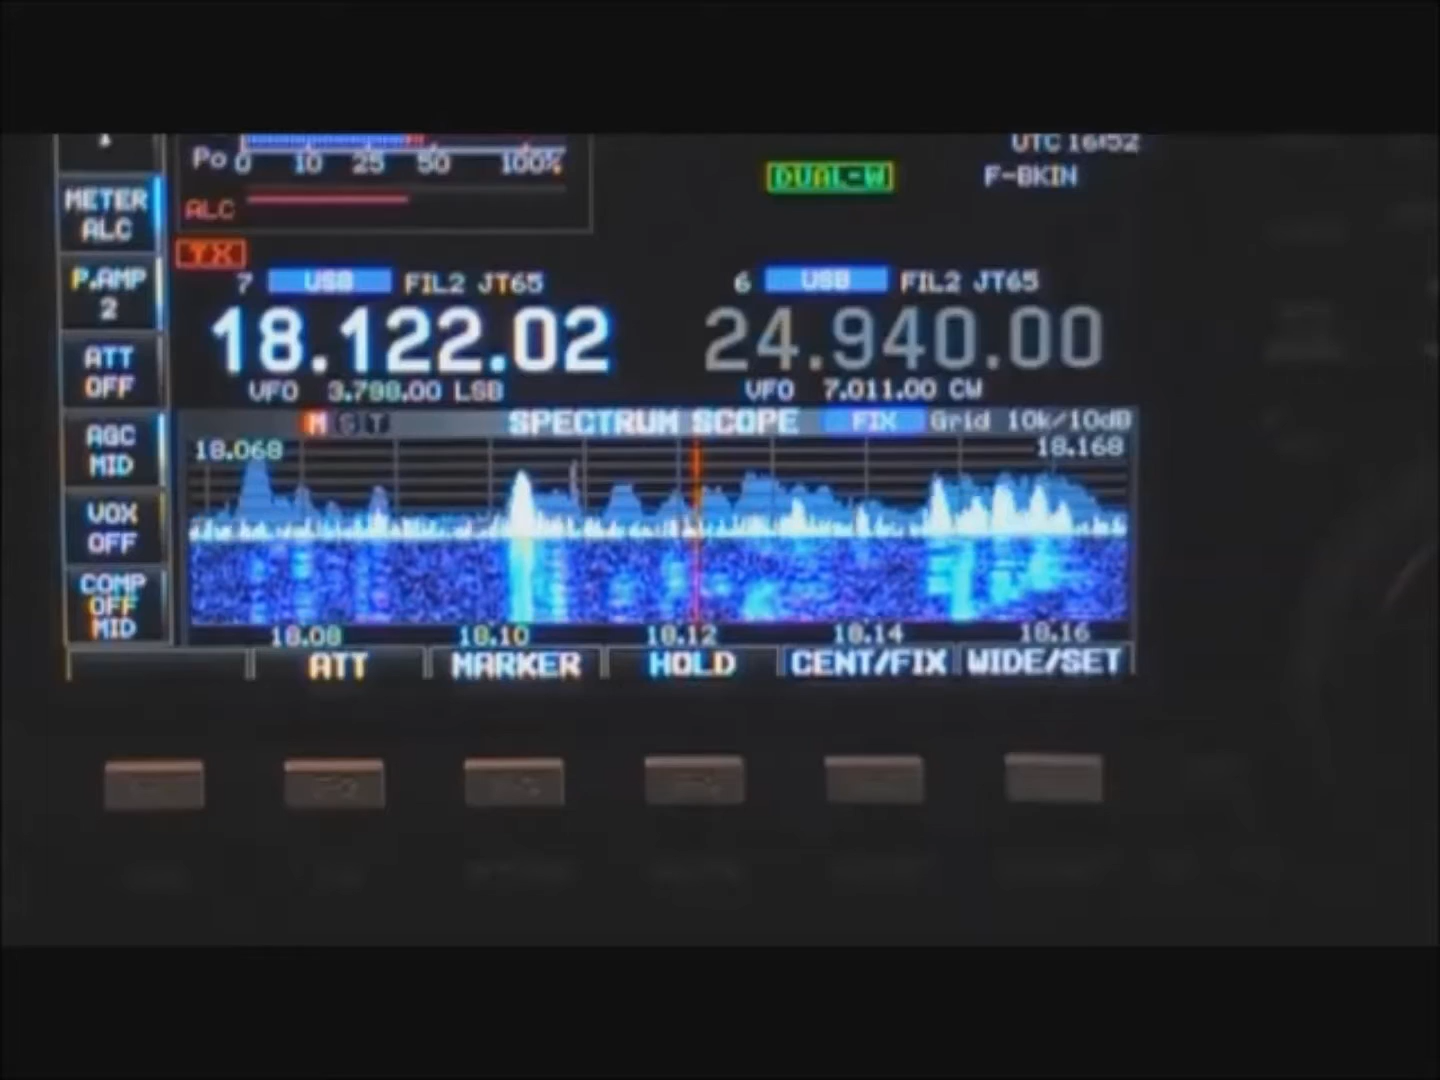 UTC 16:52
Po 0 10 25 50 100%
DUAL-W F-BKIN
METER
ALC
ALC
TX
P.AMP
2
7 USB FIL2 JT65 6 USB FIL2 JT65
18.122.02 24.940.00
ATT
OFF
VFO 3.798.00 LSB VFO 7.011.00 CW
M S T SPECTRUM SCOPE FIX Grid 10k/10dB
AGC
MID
18.068 18.168
VOX
OFF
COMP
OFF
MID
18.08 18.10 18.12 18.14 18.16
ATT MARKER HOLD CENT/FIX WIDE/SET